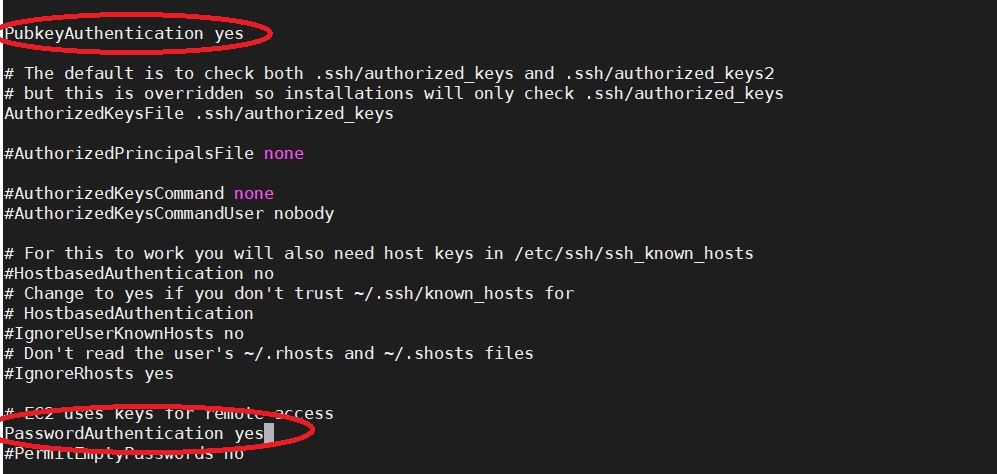 PubkeyAuthentication yes
# The default is to check both .ssh/authorized_keys and .ssh/authorized_keys2
# but this is overridden so installations will only check .ssh/authorized_keys
AuthorizedKeysFile .ssh/authorized_keys
#AuthorizedPrincipalsFile none
#AuthorizedKeysCommand none
#AuthorizedKeysCommandUser nobody
# For this to work you will also need host keys in /etc/ssh/ssh_known_hosts
#HostbasedAuthentication no
# Change to yes if you don't trust ~/.ssh/known_hosts for
# HostbasedAuthentication
#IgnoreUserKnownHosts no
# Don't read the user's ~/.rhosts and ~/.shosts files
#IgnoreRhosts yes
# EC2 uses keys for remote access
PasswordAuthentication yes
#PermitEmptyPasswords no